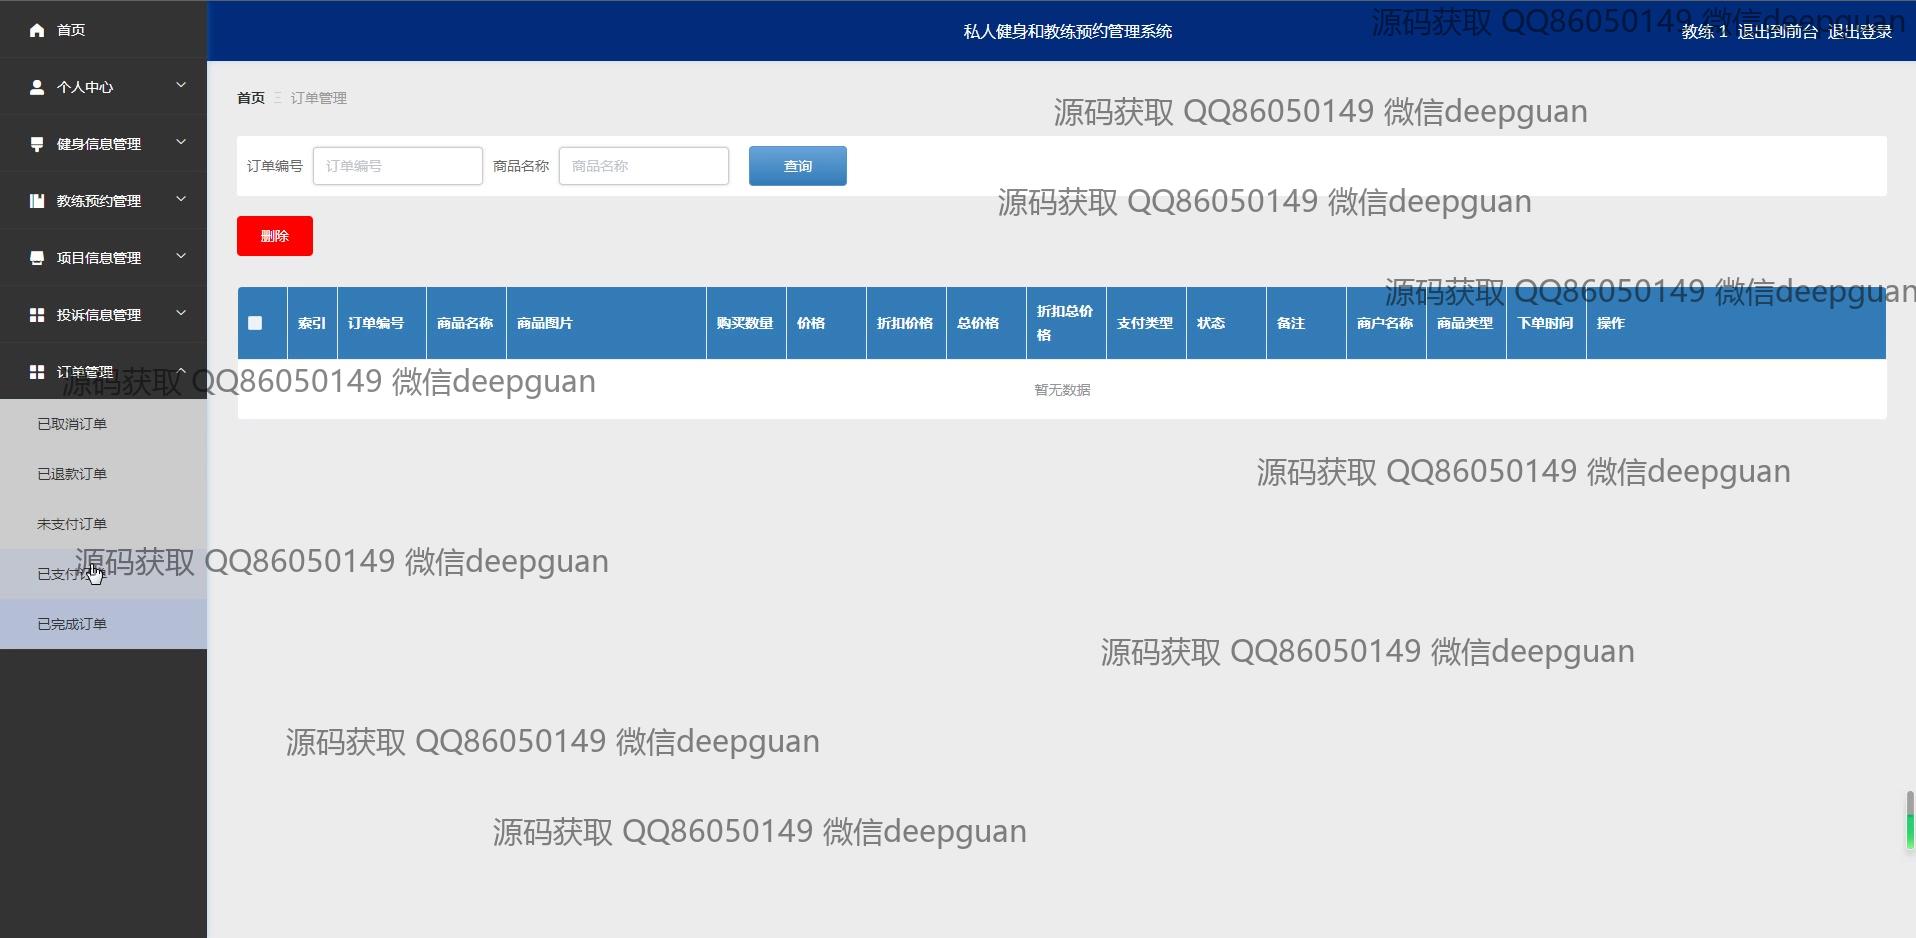 首页
个人中心
健身信息管理
教练预约管理
项目信息管理
投诉信息管理
订单管理
已取消订单
已退款订单
未支付订单
已支付订单
已完成订单
私人健身和教练预约管理系统
教练 1 退出到前台 退出登录
源码获取 QQ86050149 微信deepguan
首页 订单管理
源码获取 QQ86050149 微信deepguan
订单编号 订单编号 商品名称 商品名称 查询
源码获取 QQ86050149 微信deepguan
删除
源码获取 QQ86050149 微信deepguan
索引 订单编号 商品名称 商品图片 购买数量 价格 折扣价格 总价格 折扣总价格 支付类型 状态 备注 商户名称 商品类型 下单时间 操作
源码获取 QQ86050149 微信deepguan
暂无数据
源码获取 QQ86050149 微信deepguan
源码获取 QQ86050149 微信deepguan
源码获取 QQ86050149 微信deepguan
源码获取 QQ86050149 微信deepguan
源码获取 QQ86050149 微信deepguan